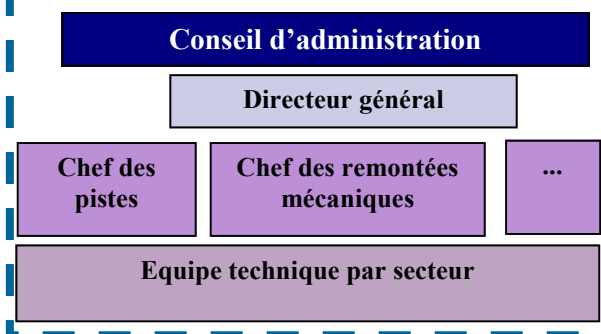 Conseil d’administration
Directeur général
Chef des
pistes
Chef des remontées
mécaniques
...
Equipe technique par secteur